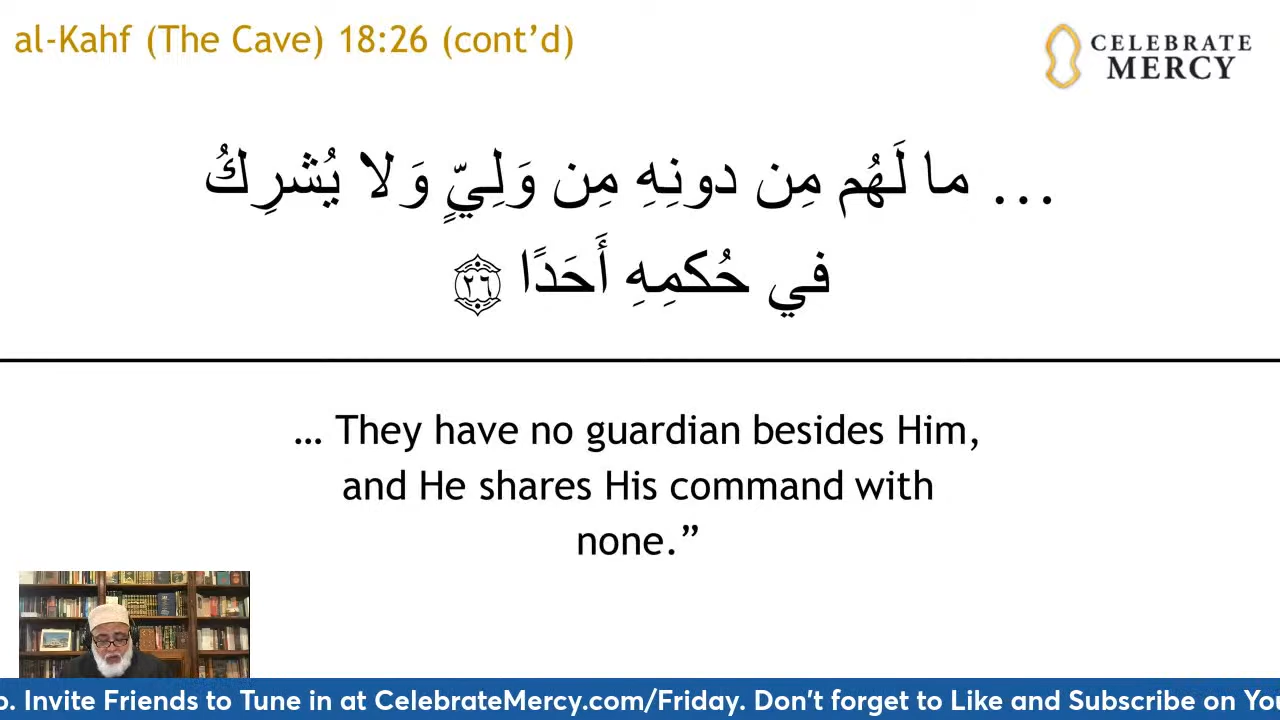 al-Kahf (The Cave) 18:26 (cont’d)
CELEBRATE
MERCY
... ما لَهُم مِن دونِهِ مِن وَلِيٍّ وَلا يُشرِكُ
في حُكمِهِ أَحَدًا ٢٦
... They have no guardian besides Him,
and He shares His command with
none.”
. Invite Friends to Tune in at CelebrateMercy.com/Friday. Don’t forget to Like and Subscribe on